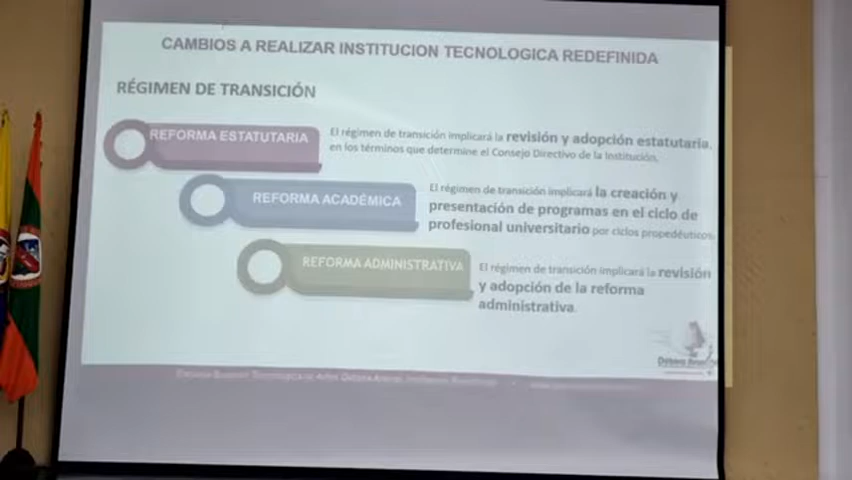 CAMBIOS A REALIZAR INSTITUCION TECNOLOGICA REDEFINIDA
RÉGIMEN DE TRANSICIÓN
REFORMA ESTATUTARIA
El régimen de transición implicará la revisión y adopción estatutaria,
en los términos que determine el Consejo Directivo de la Institución.
REFORMA ACADÉMICA
El régimen de transición implicará la creación y
presentación de programas en el ciclo de
profesional universitario por ciclos propedéuticos.
REFORMA ADMINISTRATIVA
El régimen de transición implicará la revisión
y adopción de la reforma
administrativa.
Débora Arango